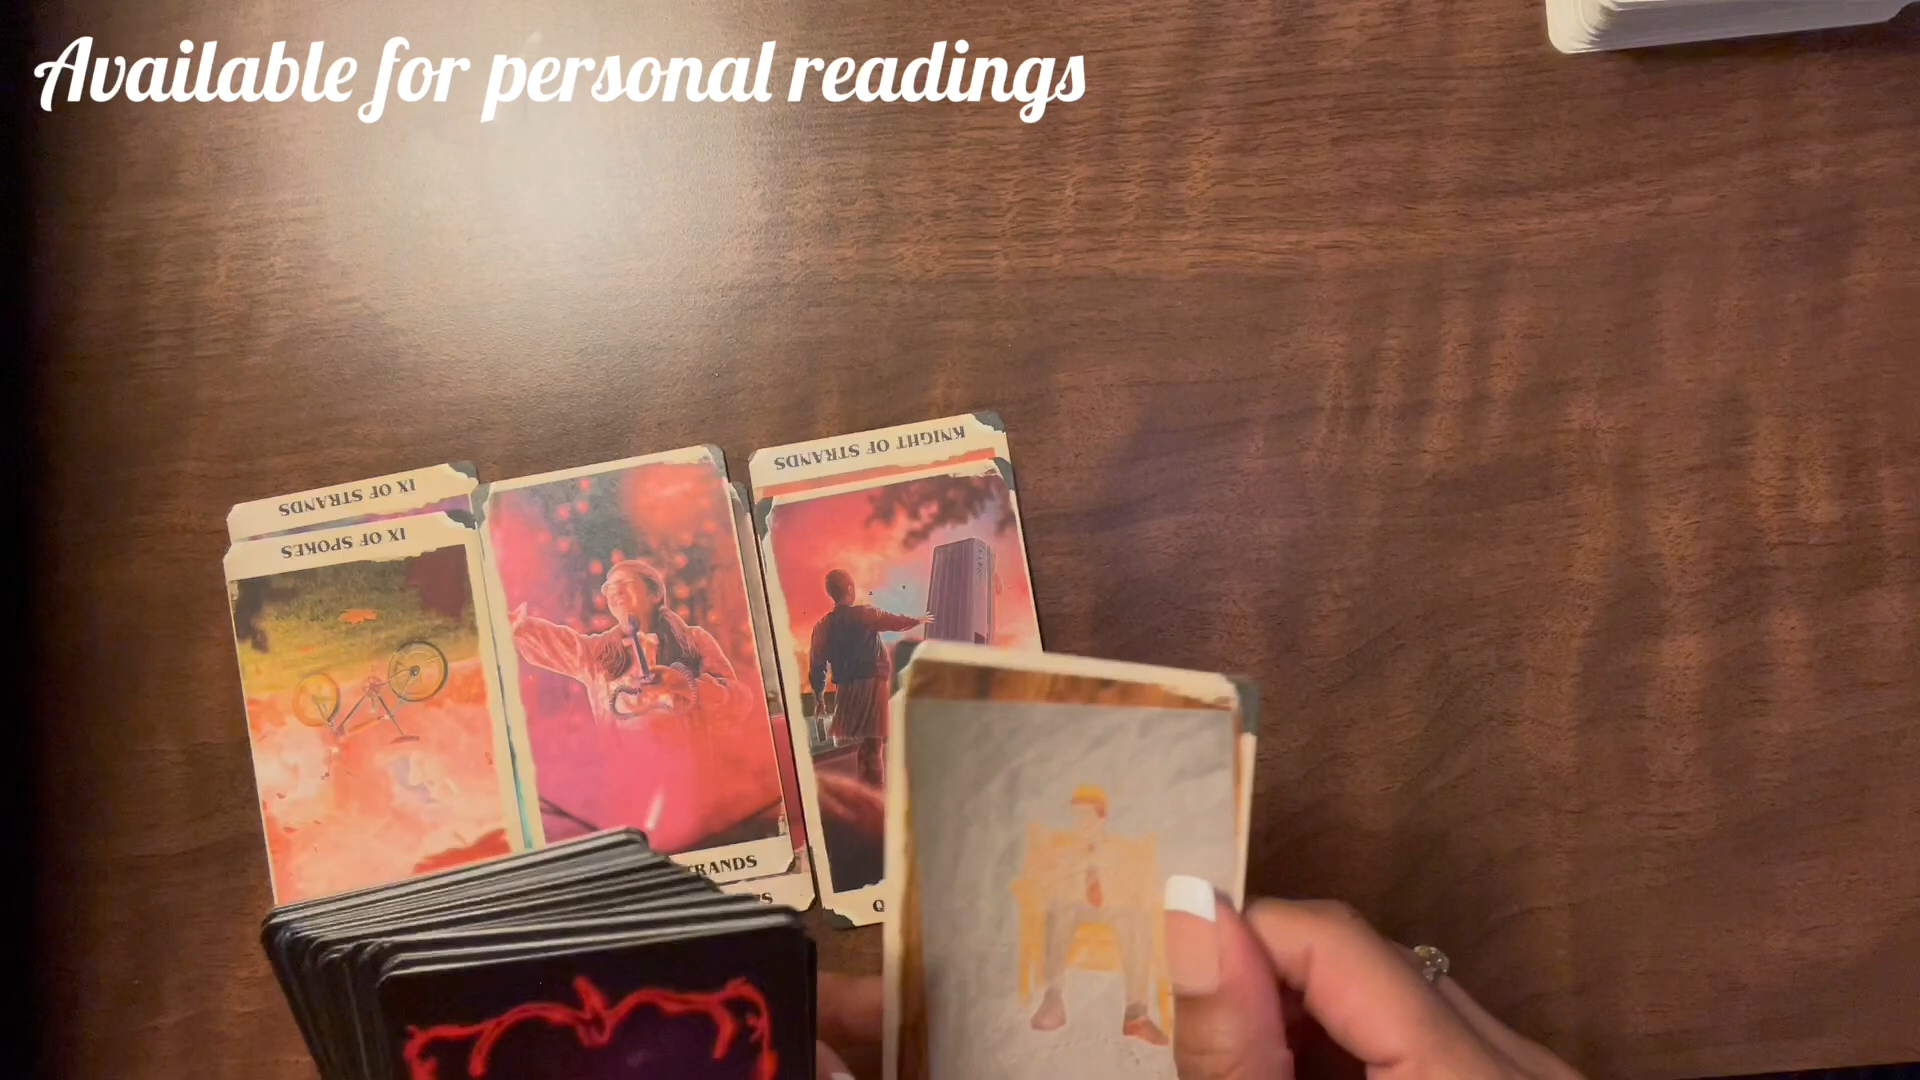 Available for personal readings
KNIGHT OF STRANDS
IX OF STRANDS
IX OF SPOKES
RANDS
S
Q